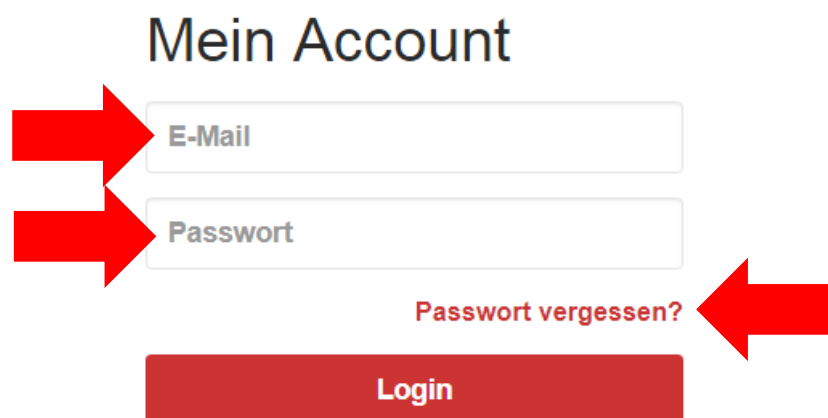 Mein Account
E-Mail
Passwort
Passwort vergessen?
Login